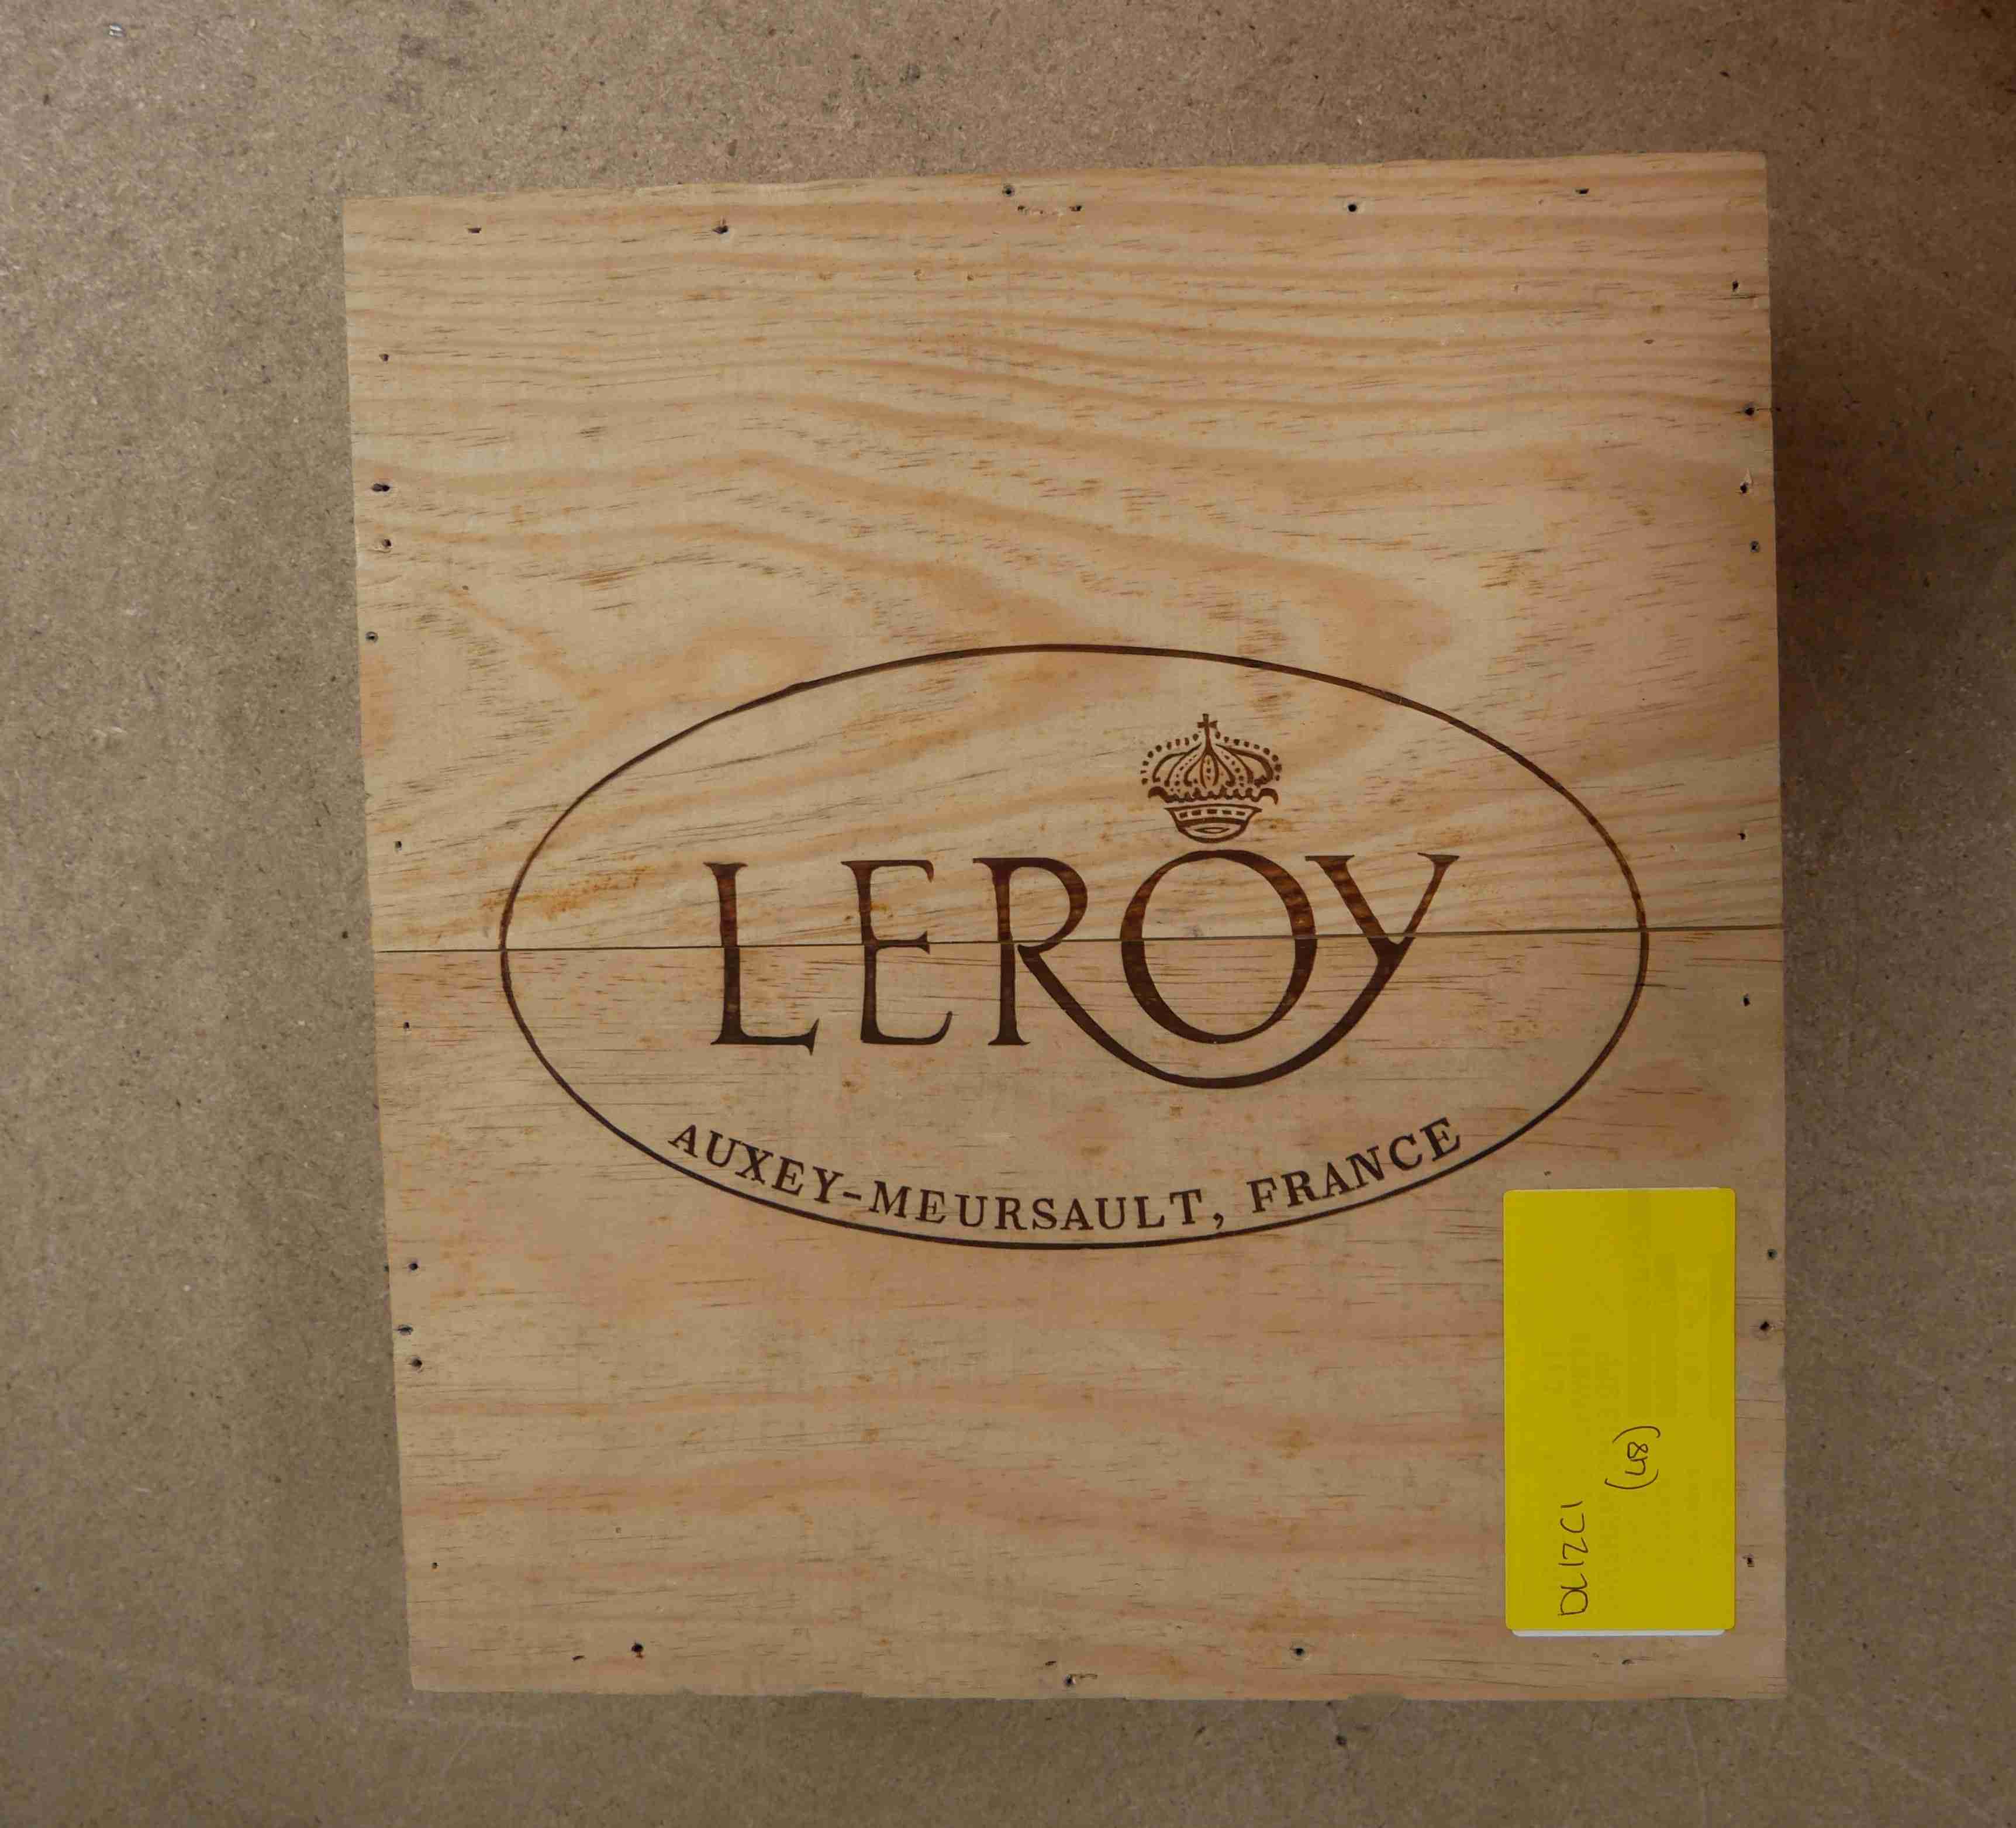 LEROY
AUXEY-MEURSAULT, FRANCE
DL12C1
(48)